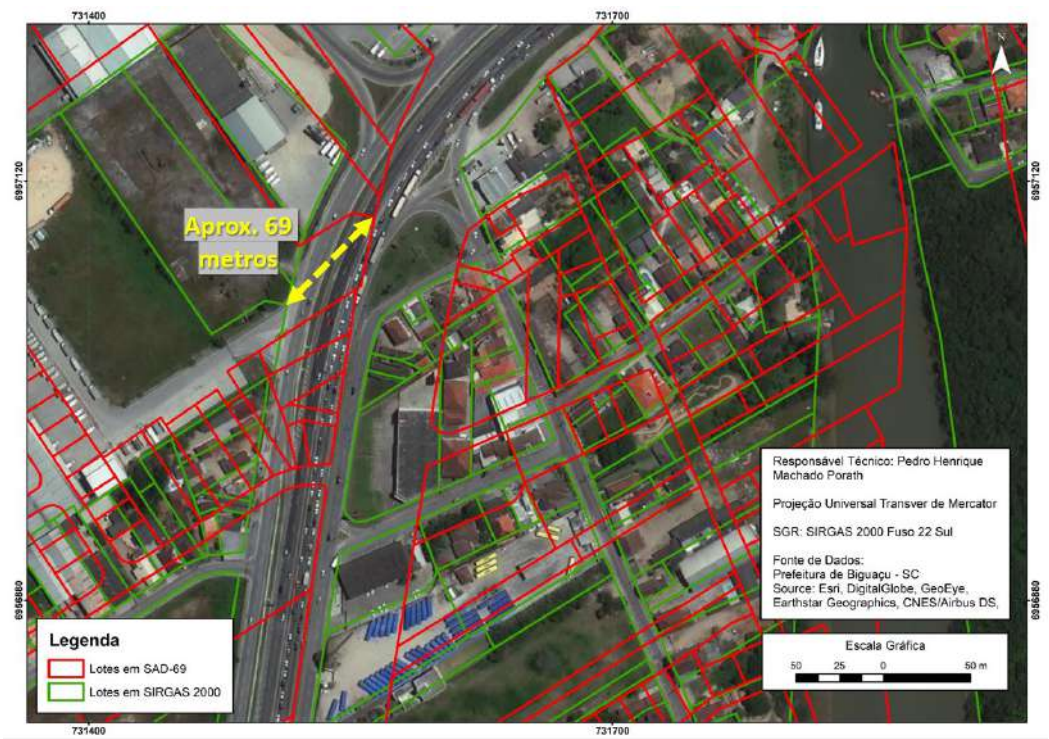 731400
731700
N
6957120
6957120
Aprox. 69
metros
Responsável Técnico: Pedro Henrique
Machado Porath
Projeção Universal Transver de Mercator
SGR: SIRGAS 2000 Fuso 22 Sul
Fonte de Dados:
Prefeitura de Biguaçu - SC
Source: Esri, DigitalGlobe, GeoEye,
Earthstar Geographics, CNES/Airbus DS,
6956880
6956880
Legenda
Lotes em SAD-69
Lotes em SIRGAS 2000
Escala Gráfica
50 25 0 50 m
731400
731700